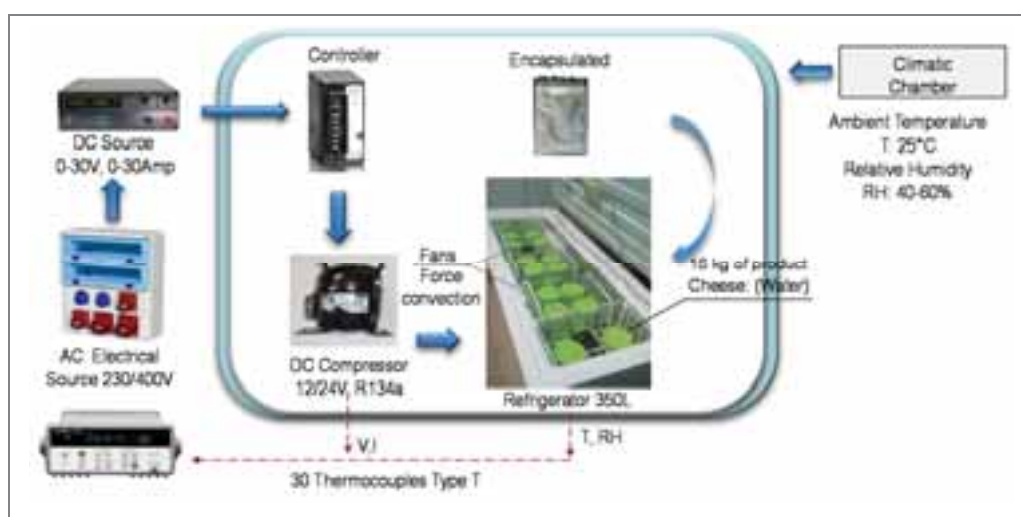 Controller
Encapsulated
Climatic
Chamber
Ambient Temperature
T: 25°C
Relative Humidity
RH: 40-60%
DC Source
0-30V, 0-30Amp
Fans
Force
convection
16 kg of product
Cheese: (Water)
AC. Electrical
Source 230/400V
DC Compressor
12/24V, R134a
Refrigerator 350L
V,I
T, RH
30 Thermocouples Type T